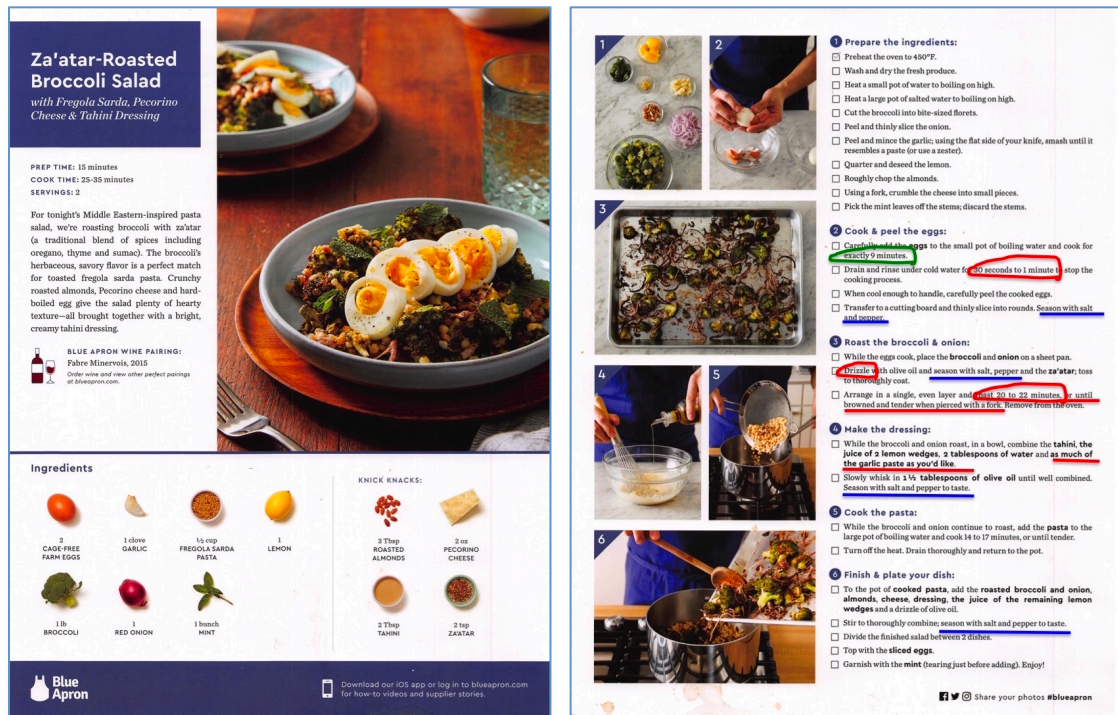 Za'atar-Roasted
Broccoli Salad
with Fregola Sarda, Pecorino
Cheese & Tahini Dressing
PREP TIME: 15 minutes
COOK TIME: 25-35 minutes
SERVINGS: 2
For tonight's Middle Eastern-inspired pasta
salad, we're roasting broccoli with za'atar
(a traditional blend of spices including
oregano, thyme and sumac). The broccoli's
herbaceous, savory flavor is a perfect match
for toasted fregola sarda pasta. Crunchy
roasted almonds, Pecorino cheese and hard-
boiled egg give the salad plenty of hearty
texture—all brought together with a bright,
creamy tahini dressing.
BLUE APRON WINE PAIRING:
Fabre Minervois, 2015
Order wine and view other perfect pairings
at blueapron.com.
Ingredients
2
CAGE-FREE
FARM EGGS
1 clove
GARLIC
½ cup
FREGOLA SARDA
PASTA
1
LEMON
1 lb
BROCCOLI
1
RED ONION
1 bunch
MINT
KNICK KNACKS:
3 Tbsp
ROASTED
ALMONDS
2 oz
PECORINO
CHEESE
2 Tbsp
TAHINI
2 tsp
ZA'ATAR
Blue
Apron
Download our iOS app or log in to blueapron.com
for how-to videos and supplier stories.
1
2
3
4
5
6
1 Prepare the ingredients:
Preheat the oven to 450°F.
Wash and dry the fresh produce.
Heat a small pot of water to boiling on high.
Heat a large pot of salted water to boiling on high.
Cut the broccoli into bite-sized florets.
Peel and thinly slice the onion.
Peel and mince the garlic; using the flat side of your knife, smash until it
resembles a paste (or use a zester).
Quarter and deseed the lemon.
Roughly chop the almonds.
Using a fork, crumble the cheese into small pieces.
Pick the mint leaves off the stems; discard the stems.
2 Cook & peel the eggs:
Carefully add the eggs to the small pot of boiling water and cook for
exactly 9 minutes.
Drain and rinse under cold water for 30 seconds to 1 minute to stop the
cooking process.
When cool enough to handle, carefully peel the cooked eggs.
Transfer to a cutting board and thinly slice into rounds. Season with salt
and pepper.
3 Roast the broccoli & onion:
While the eggs cook, place the broccoli and onion on a sheet pan.
Drizzle with olive oil and season with salt, pepper and the za'atar; toss
to thoroughly coat.
Arrange in a single, even layer and roast 20 to 22 minutes, or until
browned and tender when pierced with a fork. Remove from the oven.
4 Make the dressing:
While the broccoli and onion roast, in a bowl, combine the tahini, the
juice of 2 lemon wedges, 2 tablespoons of water and as much of
the garlic paste as you'd like.
Slowly whisk in 1½ tablespoons of olive oil until well combined.
Season with salt and pepper to taste.
5 Cook the pasta:
While the broccoli and onion continue to roast, add the pasta to the
large pot of boiling water and cook 14 to 17 minutes, or until tender.
Turn off the heat. Drain thoroughly and return to the pot.
6 Finish & plate your dish:
To the pot of cooked pasta, add the roasted broccoli and onion,
almonds, cheese, dressing, the juice of the remaining lemon
wedges and a drizzle of olive oil.
Stir to thoroughly combine; season with salt and pepper to taste.
Divide the finished salad between 2 dishes.
Top with the sliced eggs.
Garnish with the mint (tearing just before adding). Enjoy!
Share your photos #blueapron